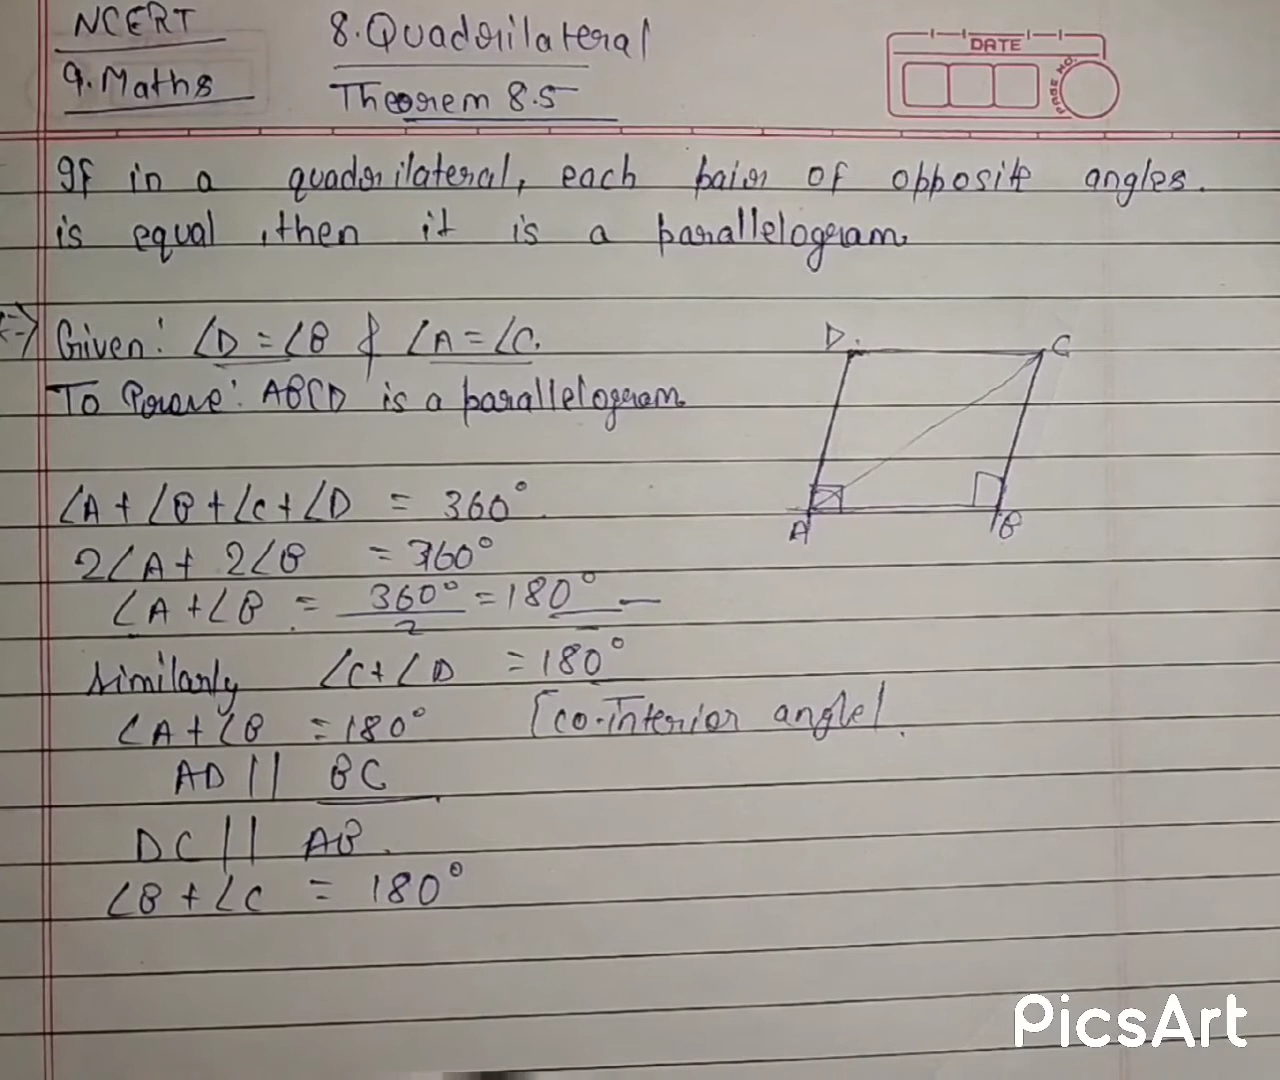 NCERT
9. Maths
8. Quadrilateral
Theorem 8.5
DATE
PAGE NO.
If in a quadrilateral, each pair of opposite angles.
is equal, then it is a parallelogram.
Given: ∠D = ∠B & ∠A = ∠C.
To Prove: ABCD is a parallelogram.
D C
A B
∠A + ∠B + ∠C + ∠D = 360°
2∠A + 2∠B = 360°
∠A + ∠B = 360°/2 = 180°
similarly ∠C + ∠D = 180°
∠A + ∠B = 180° [co-interior angle]
AD || BC
DC || AB.
∠B + ∠C = 180°
PicsArt